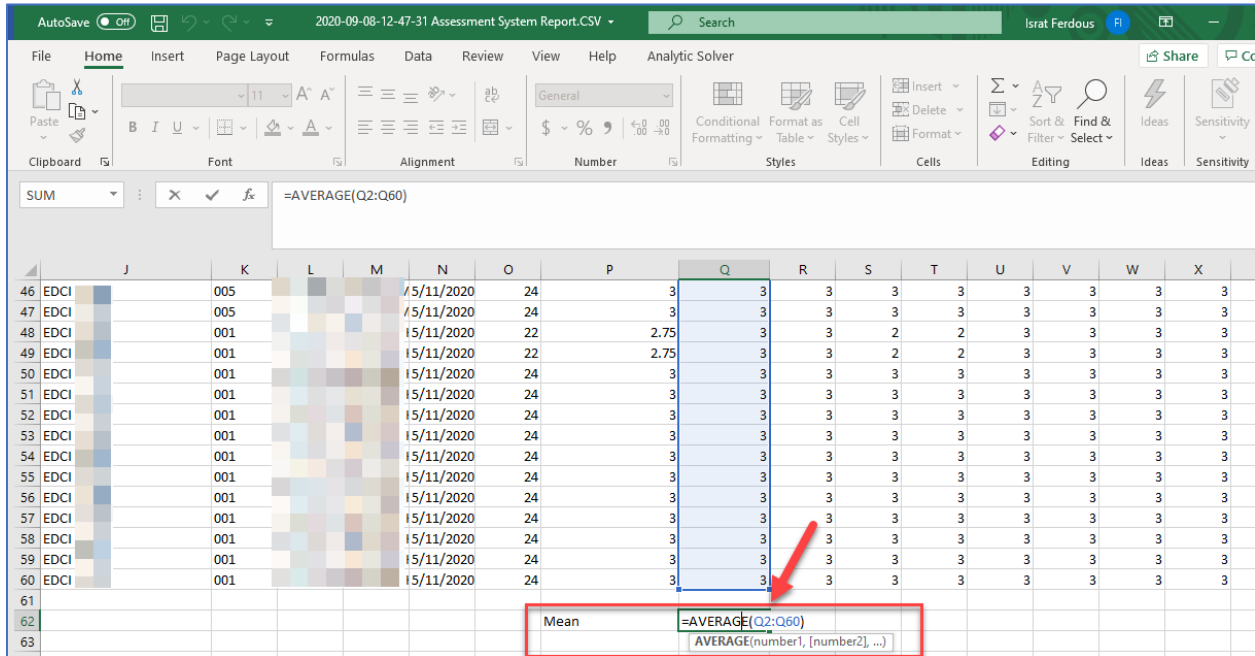 AutoSave Off 2020-09-08-12-47-31 Assessment System Report.CSV Search Israt Ferdous FI
File Home Insert Page Layout Formulas Data Review View Help Analytic Solver Share Co
11 A^ A˅ ab General Insert Σ
Paste B I U A $ % 9 .00 Conditional Formatting Format as Table Cell Styles Delete Format Sort & Filter Find & Select Ideas Sensitivity
Clipboard Font Alignment Number Styles Cells Editing Ideas Sensitivity
SUM fx =AVERAGE(Q2:Q60)
J K L M N O P Q R S T U V W X
46 EDCI 005 5/11/2020 24 3 3 3 3 3 3 3 3 3
47 EDCI 005 5/11/2020 24 3 3 3 3 3 3 3 3 3
48 EDCI 001 5/11/2020 22 2.75 3 3 2 2 3 3 3 3
49 EDCI 001 5/11/2020 22 2.75 3 3 2 2 3 3 3 3
50 EDCI 001 5/11/2020 24 3 3 3 3 3 3 3 3 3
51 EDCI 001 5/11/2020 24 3 3 3 3 3 3 3 3 3
52 EDCI 001 5/11/2020 24 3 3 3 3 3 3 3 3 3
53 EDCI 001 5/11/2020 24 3 3 3 3 3 3 3 3 3
54 EDCI 001 5/11/2020 24 3 3 3 3 3 3 3 3 3
55 EDCI 001 5/11/2020 24 3 3 3 3 3 3 3 3 3
56 EDCI 001 5/11/2020 24 3 3 3 3 3 3 3 3 3
57 EDCI 001 5/11/2020 24 3 3 3 3 3 3 3 3 3
58 EDCI 001 5/11/2020 24 3 3 3 3 3 3 3 3 3
59 EDCI 001 5/11/2020 24 3 3 3 3 3 3 3 3 3
60 EDCI 001 5/11/2020 24 3 3 3 3 3 3 3 3 3
61
62 Mean =AVERAGE(Q2:Q60)
63 AVERAGE(number1, [number2], ...)